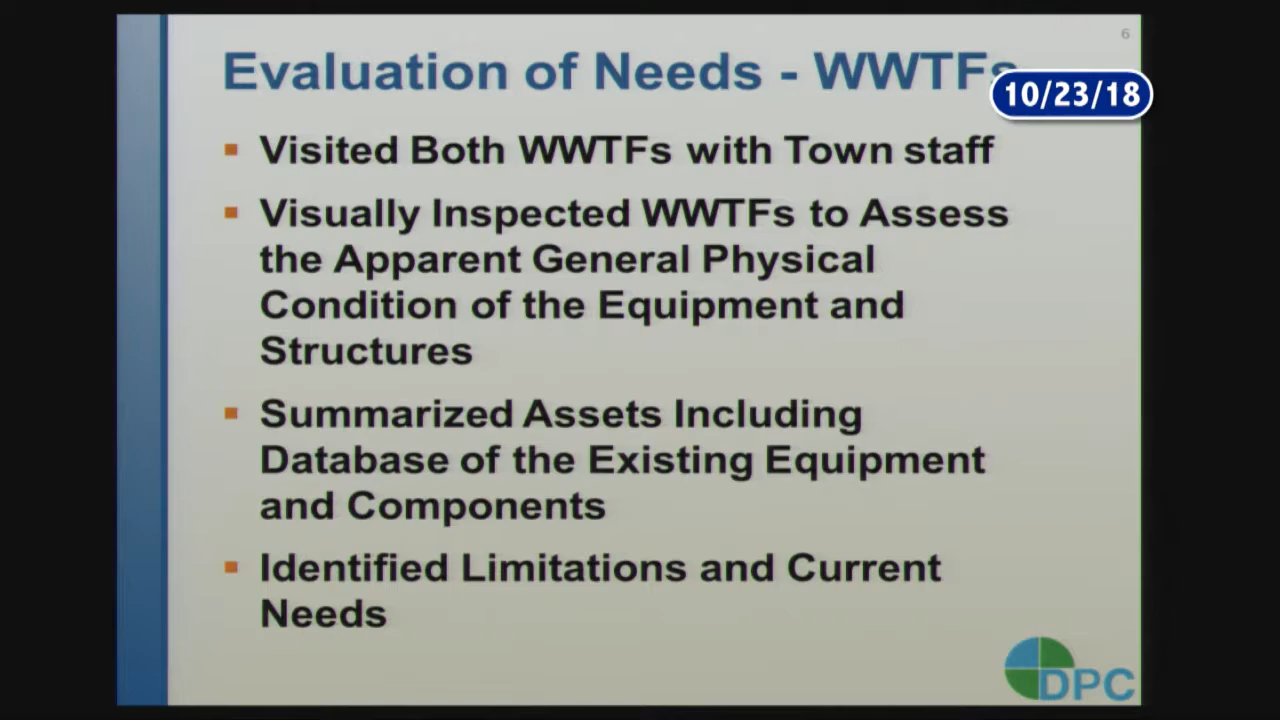 6
Evaluation of Needs - WWTFs
10/23/18
▪ Visited Both WWTFs with Town staff
▪ Visually Inspected WWTFs to Assess
the Apparent General Physical
Condition of the Equipment and
Structures
▪ Summarized Assets Including
Database of the Existing Equipment
and Components
▪ Identified Limitations and Current
Needs
DPC